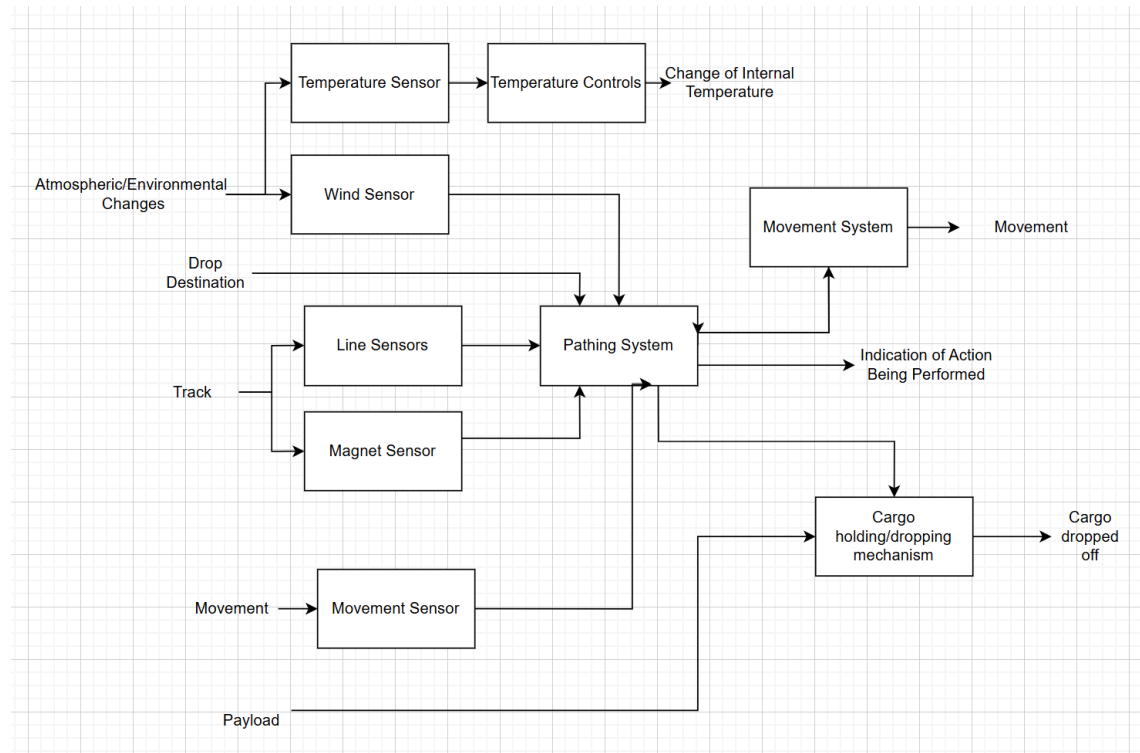 Temperature Sensor
Temperature Controls
Change of Internal
Temperature
Atmospheric/Environmental
Changes
Wind Sensor
Movement System
Movement
Drop
Destination
Line Sensors
Pathing System
Indication of Action
Being Performed
Track
Magnet Sensor
Cargo
holding/dropping
mechanism
Cargo
dropped
off
Movement
Movement Sensor
Payload